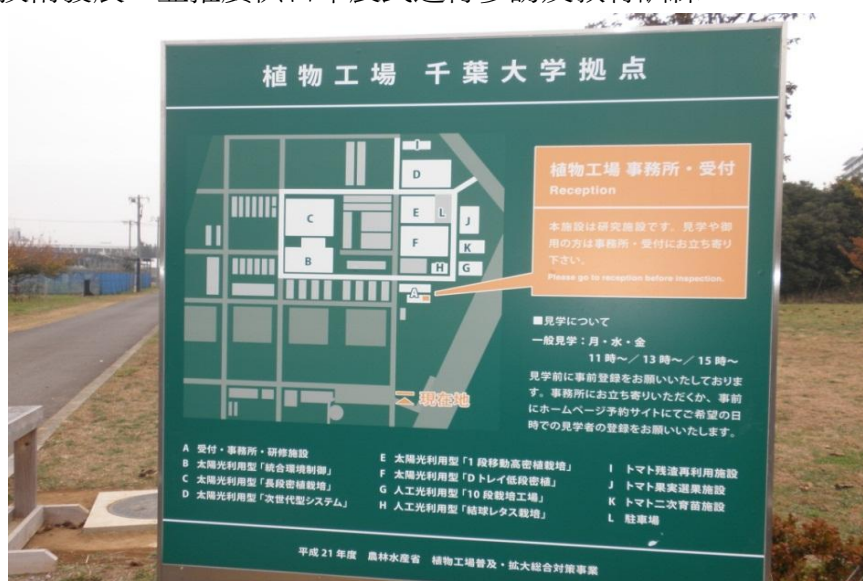 植物工場 千葉大学拠点
I
D
C
E
L
J
F
K
B
H
G
A
現在地
植物工場 事務所・受付
Reception
本施設は研究施設です。見学や御
用の方は事務所・受付にお立ち寄り
下さい。
Please go to reception before inspection.
■見学について
一般見学：月・水・金
11時～／13時～／15時～
見学前に事前登録をお願いいたしておりま
す。事務所にお立ち寄りいただくか、事前
にホームページ予約サイトにてご希望の日
時での見学者の登録をお願いいたします。
A 受付・事務所・研修施設
B 太陽光利用型「統合環境制御」
C 太陽光利用型「長段密植栽培」
D 太陽光利用型「次世代型システム」
E 太陽光利用型「1段移動高密植栽培」
F 太陽光利用型「Dトレイ低段密植」
G 人工光利用型「10段栽培工場」
H 人工光利用型「結球レタス栽培」
I トマト残渣再利用施設
J トマト果実選果施設
K トマト二次育苗施設
L 駐車場
平成21年度 農林水産省 植物工場普及・拡大総合対策事業